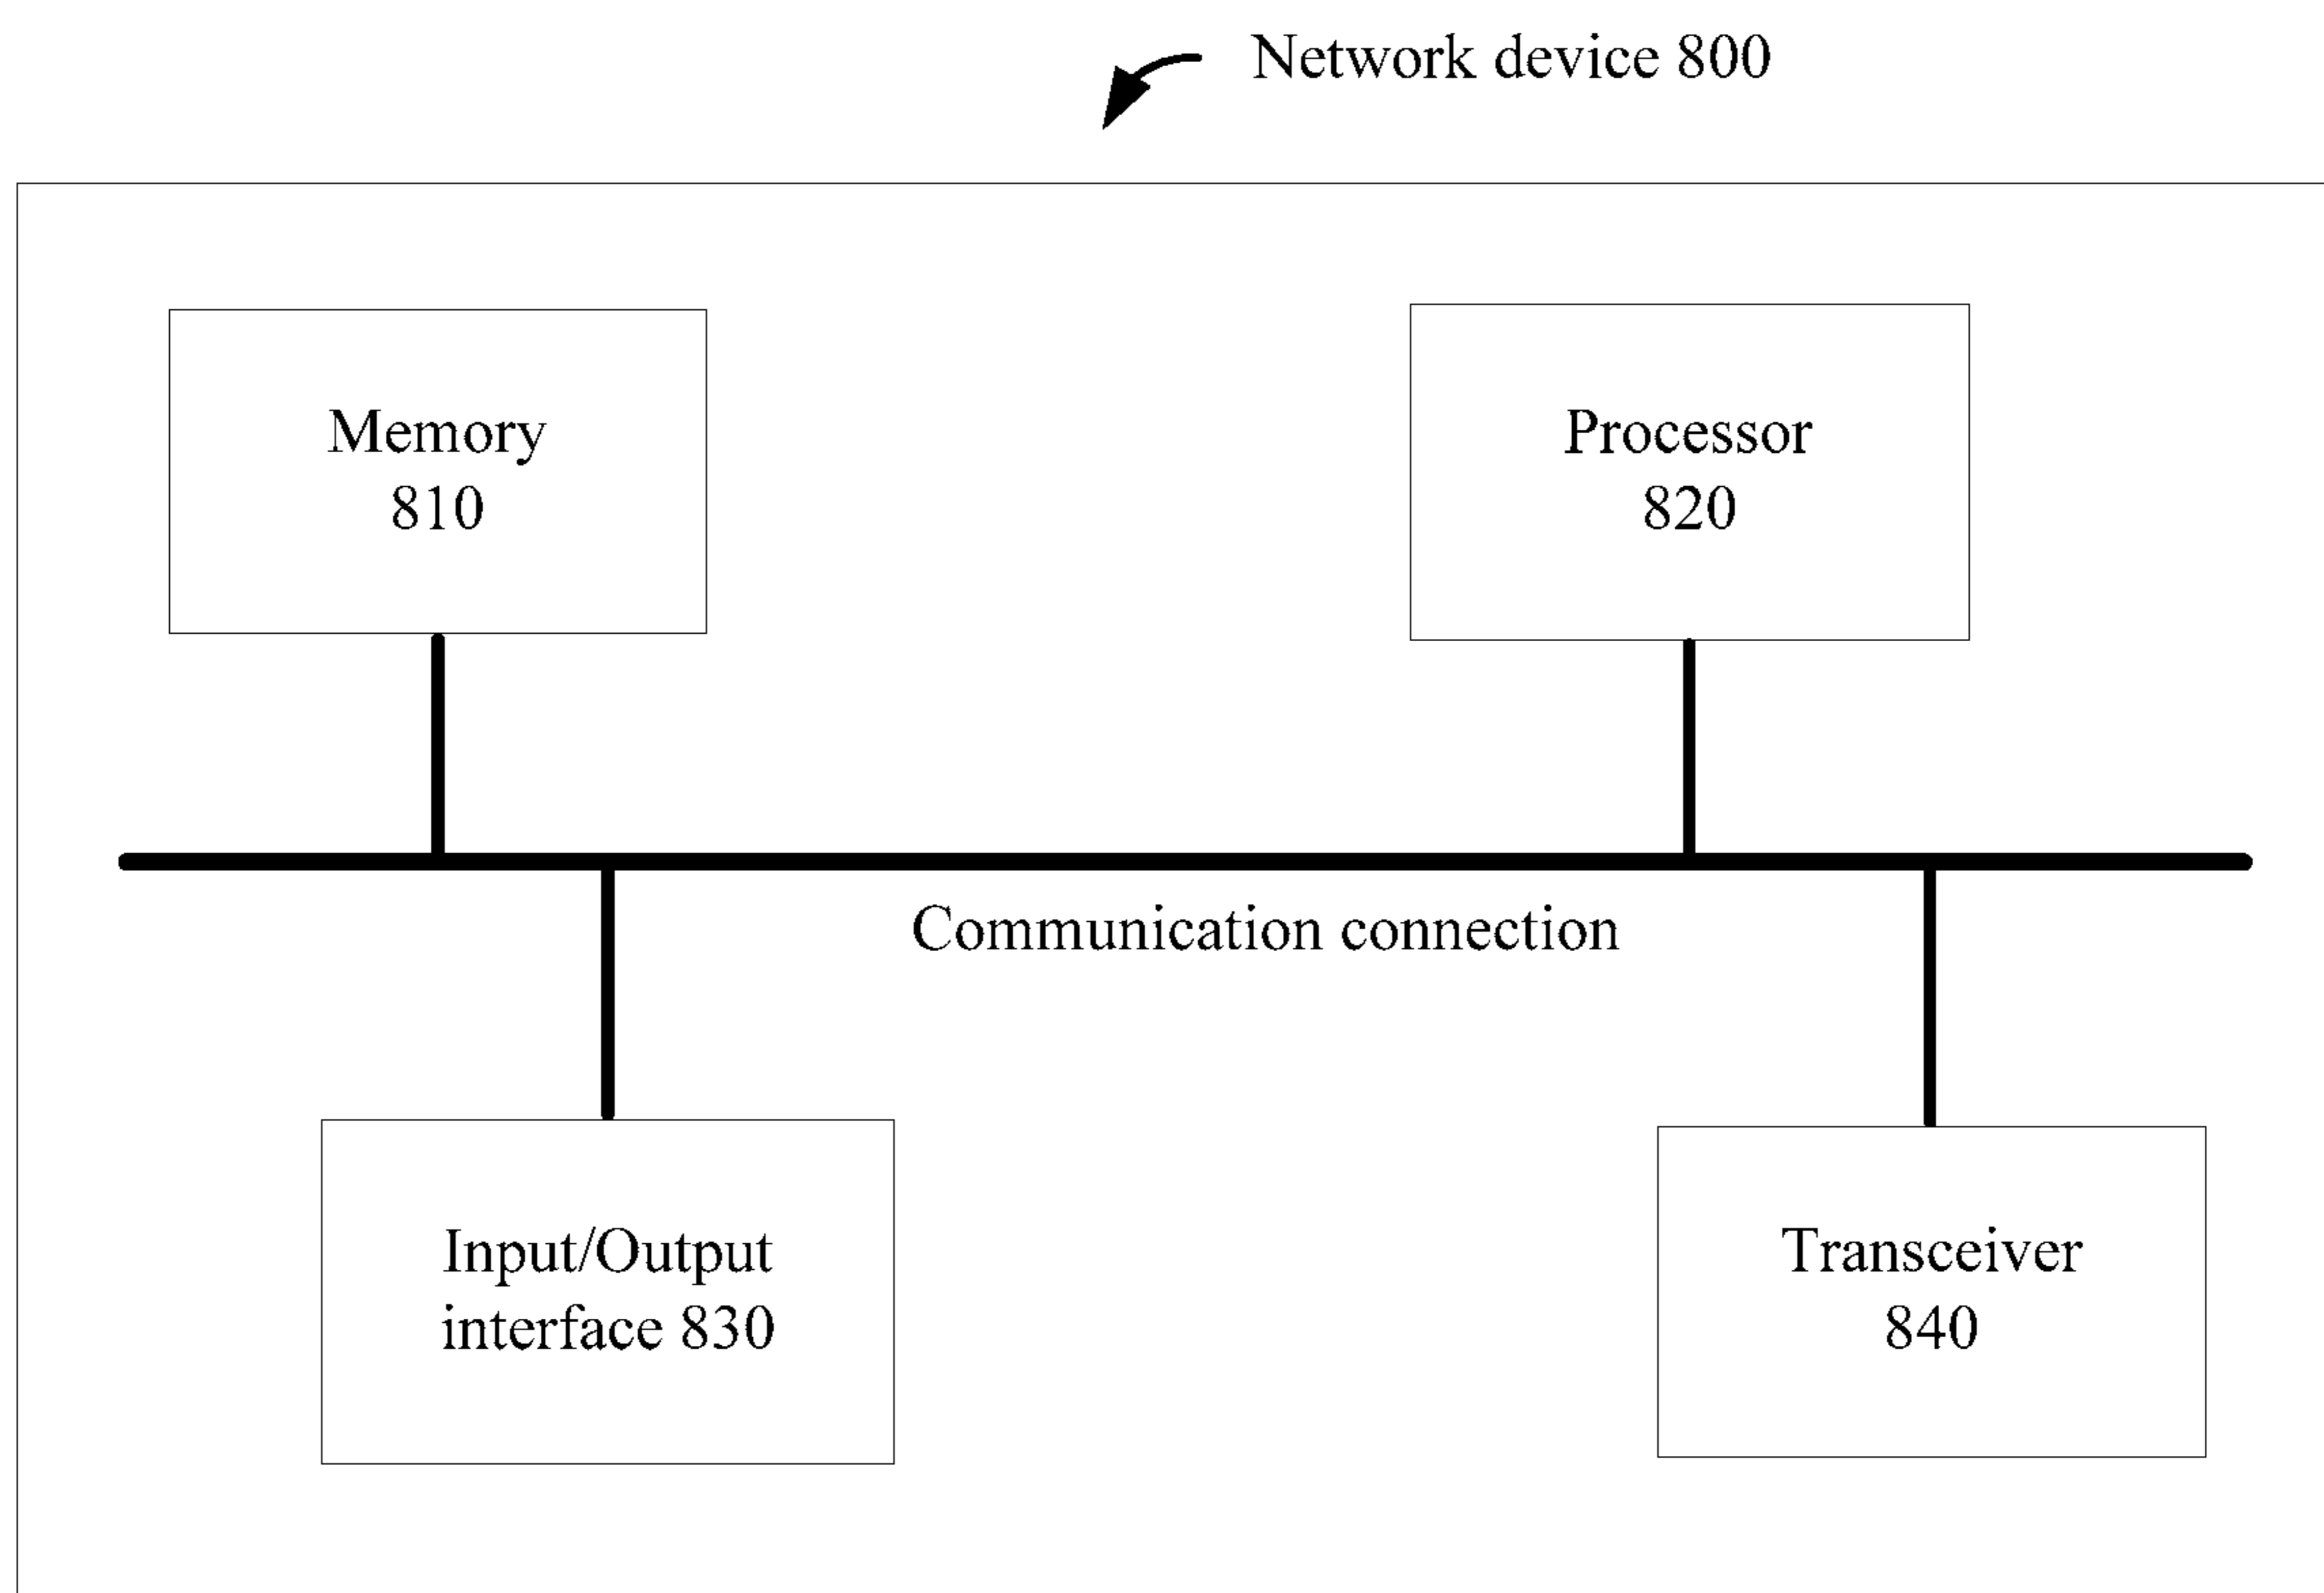 Network device 800
Memory
810
Processor
820
Communication connection
Input/Output
interface 830
Transceiver
840